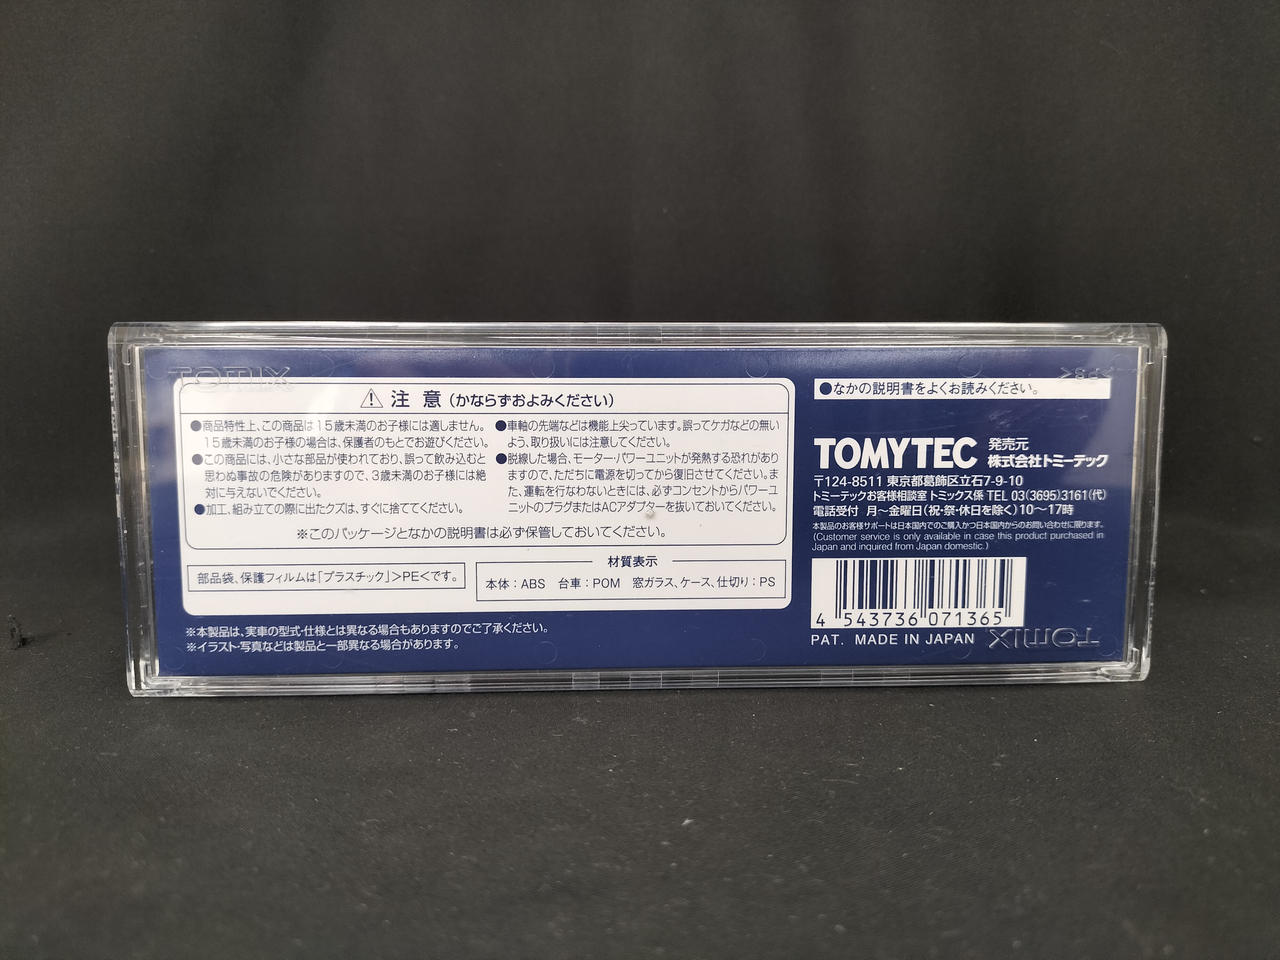 TOMIX
>PS<
⚠注 意(かならずおよみください)
●商品特性上、この商品は15歳未満のお子様には適しません。
15歳未満のお子様の場合は、保護者のもとでお遊びください。
●この商品には、小さな部品が使われており、誤って飲み込むと
思わぬ事故の危険がありますので、3歳未満のお子様には絶
対に与えないでください。
●加工、組み立ての際に出たクズは、すぐに捨ててください。
●車軸の先端などは機能上尖っています。誤ってケガなどの無い
よう、取り扱いには注意してください。
●脱線した場合、モーター・パワーユニットが発熱する恐れがあり
ますので、ただちに電源を切ってから復旧させてください。ま
た、運転を行なわないときには、必ずコンセントからパワーユ
ニットのプラグまたはACアダプターを抜いておいてください。
※このパッケージとなかの説明書は必ず保管しておいてください。
部品袋、保護フィルムは「プラスチック」>PE<です。
材質表示
本体:ABS 台車:POM 窓ガラス、ケース、仕切り:PS
※本製品は、実車の型式・仕様とは異なる場合もありますのでご了承ください。
※イラスト・写真などは製品と一部異なる場合があります。
●なかの説明書をよくお読みください。
TOMYTEC 発売元
株式会社トミーテック
〒124-8511 東京都葛飾区立石7-9-10
トミーテックお客様相談室 トミックス係 TEL 03(3695)3161(代)
電話受付 月~金曜日(祝・祭・休日を除く)10~17時
本製品のお客様サポートは日本国内でのご購入かつ日本国内からのお問い合わせに限ります。
(Customer service is only available in case this product purchased in
Japan and inquired from Japan domestic.)
4 543736 071365
PAT. MADE IN JAPAN
TOMIX